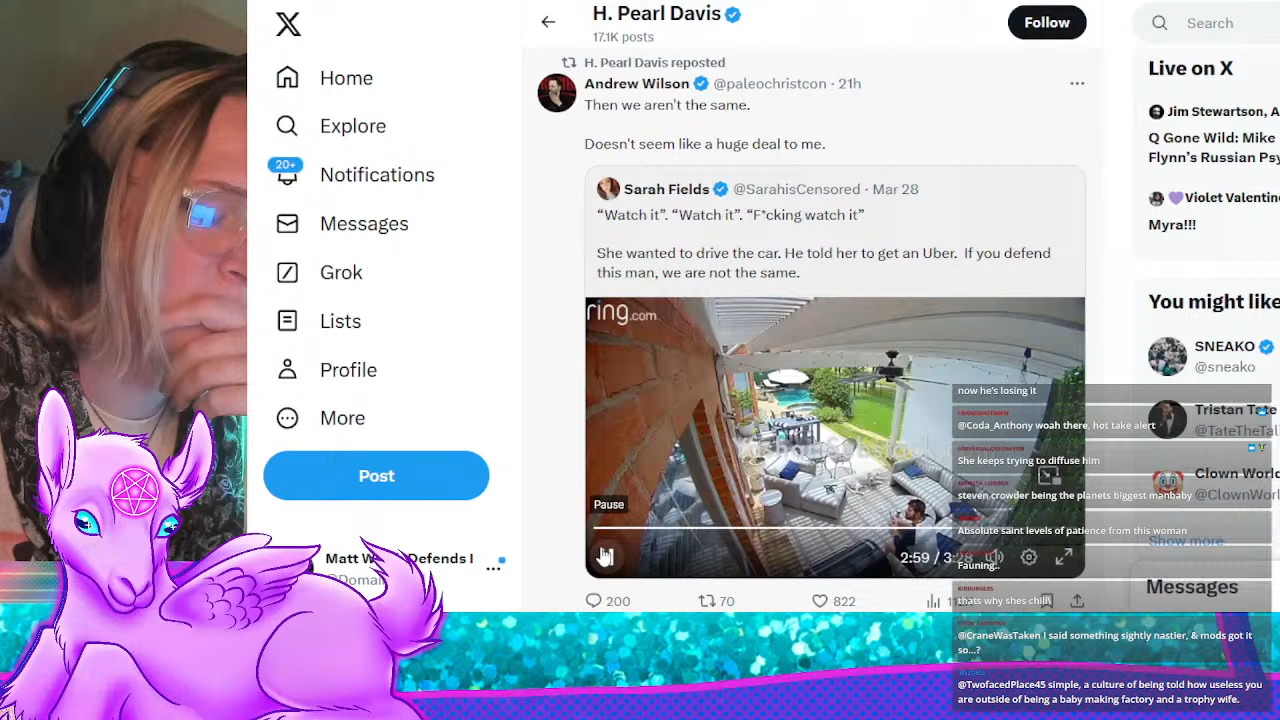 H. Pearl Davis
17.1K posts
Follow
Search
Home
Explore
20+
Notifications
Messages
Grok
Lists
Profile
More
Post
H. Pearl Davis reposted
Andrew Wilson @paleochristcon · 21h
Then we aren't the same.
Doesn't seem like a huge deal to me.
Sarah Fields @SarahisCensored · Mar 28
“Watch it”. “Watch it”. “F*cking watch it”
She wanted to drive the car. He told her to get an Uber. If you defend
this man, we are not the same.
ring.com
Pause
2:59 / 3:28
200
70
822
Matt W Defends I
Live on X
Jim Stewartson, A
Q Gone Wild: Mike
Flynn’s Russian Psy
Violet Valentin
Myra!!!
You might like
SNEAKO
@sneako
Tristan Tate
@TateTheTal
Clown World
@ClownWorl
Show more
Messages
now he's losing it
@Coda_Anthony woah there, hot take alert
She keeps trying to diffuse him
steven crowder being the planets biggest manbaby
Absolute saint levels of patience from this woman
Fauning..
thats why shes chill
@CraneWasTaken I said something sightly nastier, & mods got it
so...?
@TwofacedPlace45 simple, a culture of being told how useless you
are outside of being a baby making factory and a trophy wife.